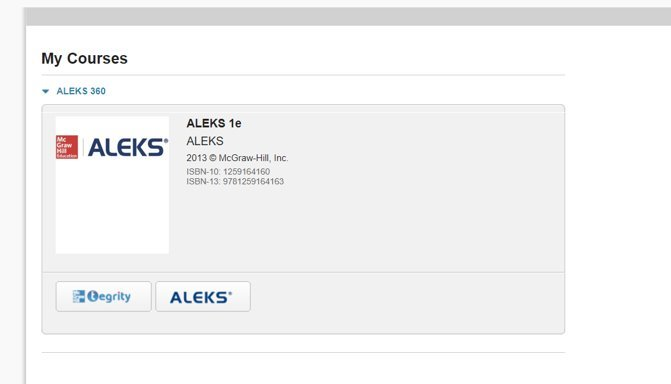 My Courses
ALEKS 360
Mc
Graw
Hill
Education
ALEKS®
ALEKS 1e
ALEKS
2013 © McGraw-Hill, Inc.
ISBN-10: 1259164160
ISBN-13: 9781259164163
tegrity
ALEKS®